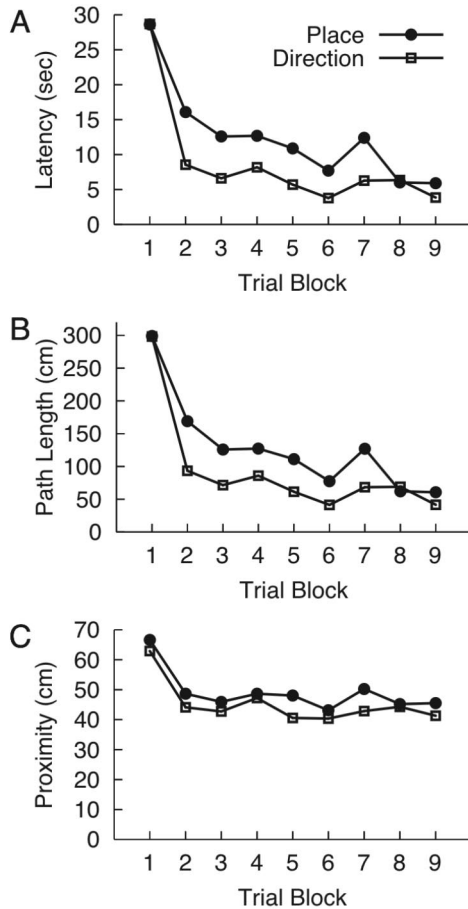 A
Latency (sec)
30
25
20
15
10
5
0
Place
Direction
1 2 3 4 5 6 7 8 9
Trial Block
B
Path Length (cm)
300
250
200
150
100
50
0
1 2 3 4 5 6 7 8 9
Trial Block
C
Proximity (cm)
70
60
50
40
30
20
10
0
1 2 3 4 5 6 7 8 9
Trial Block